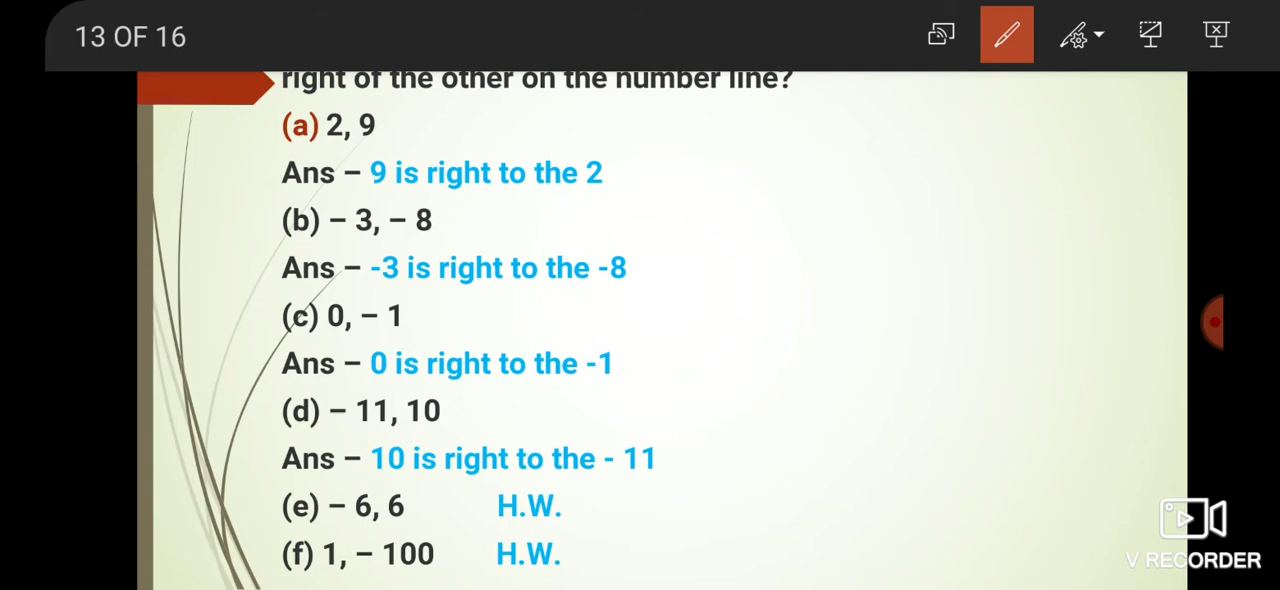 13 OF 16
right of the other on the number line?
(a) 2, 9
Ans – 9 is right to the 2
(b) – 3, – 8
Ans – -3 is right to the -8
(c) 0, – 1
Ans – 0 is right to the -1
(d) – 11, 10
Ans – 10 is right to the - 11
(e) – 6, 6 H.W.
(f) 1, – 100 H.W.
V RECORDER